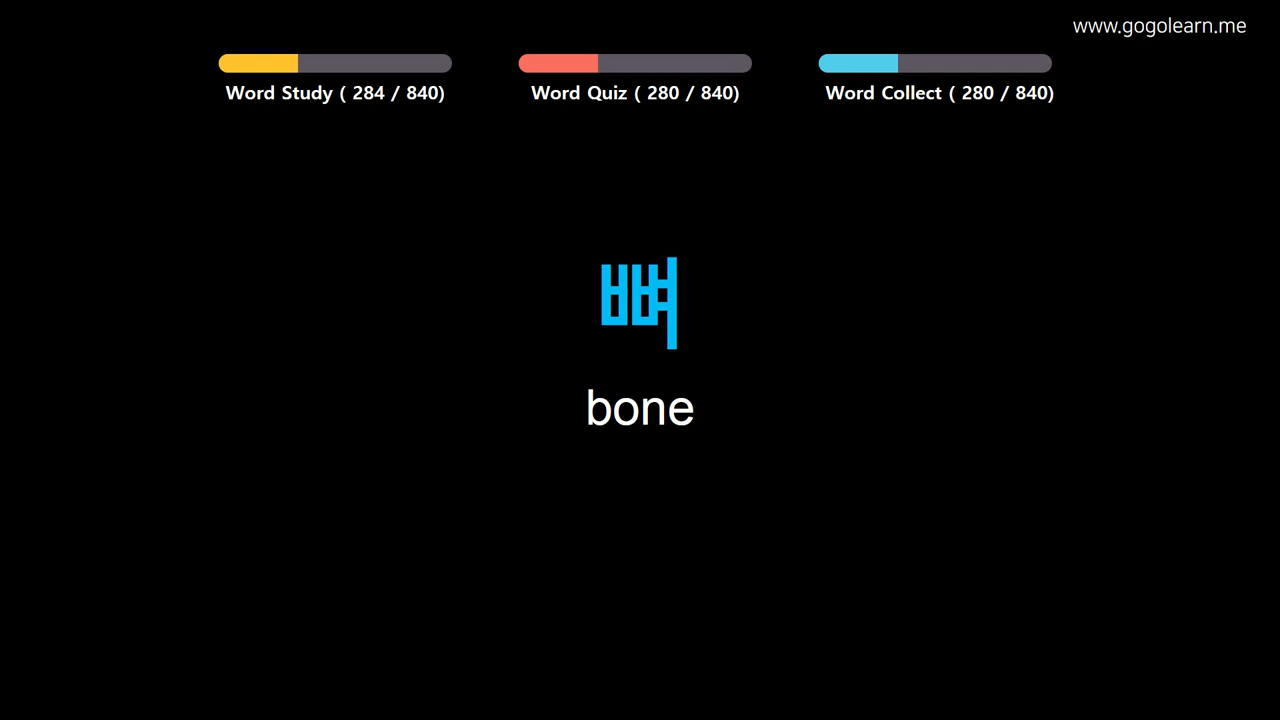 www.gogolearn.me
Word Study ( 284 / 840)
Word Quiz ( 280 / 840)
Word Collect ( 280 / 840)
뼈
bone